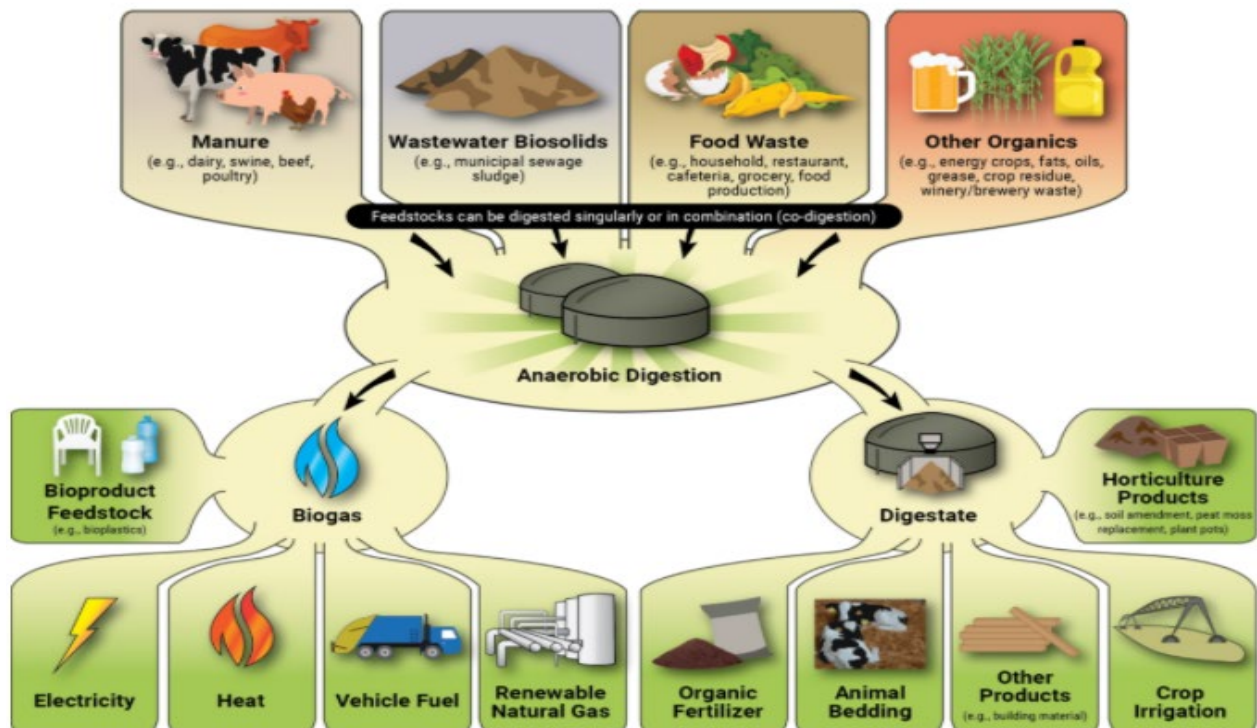 Manure
(e.g., dairy, swine, beef,
poultry)
Wastewater Biosolids
(e.g., municipal sewage
sludge)
Food Waste
(e.g., household, restaurant,
cafeteria, grocery, food
production)
Other Organics
(e.g., energy crops, fats, oils,
grease, crop residue,
winery/brewery waste)
Feedstocks can be digested singularly or in combination (co-digestion)
Anaerobic Digestion
Bioproduct
Feedstock
(e.g., bioplastics)
Biogas
Digestate
Horticulture
Products
(e.g., soil amendment, peat moss
replacement, plant pots)
Electricity
Heat
Vehicle Fuel
Renewable
Natural Gas
Organic
Fertilizer
Animal
Bedding
Other
Products
(e.g., building material)
Crop
Irrigation